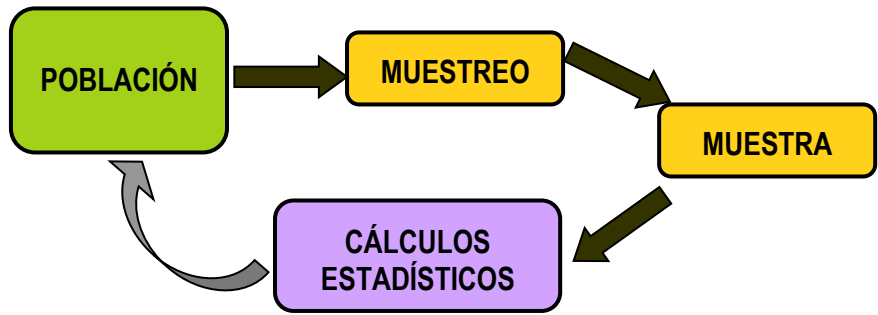 POBLACIÓN
MUESTREO
MUESTRA
CÁLCULOS
ESTADÍSTICOS